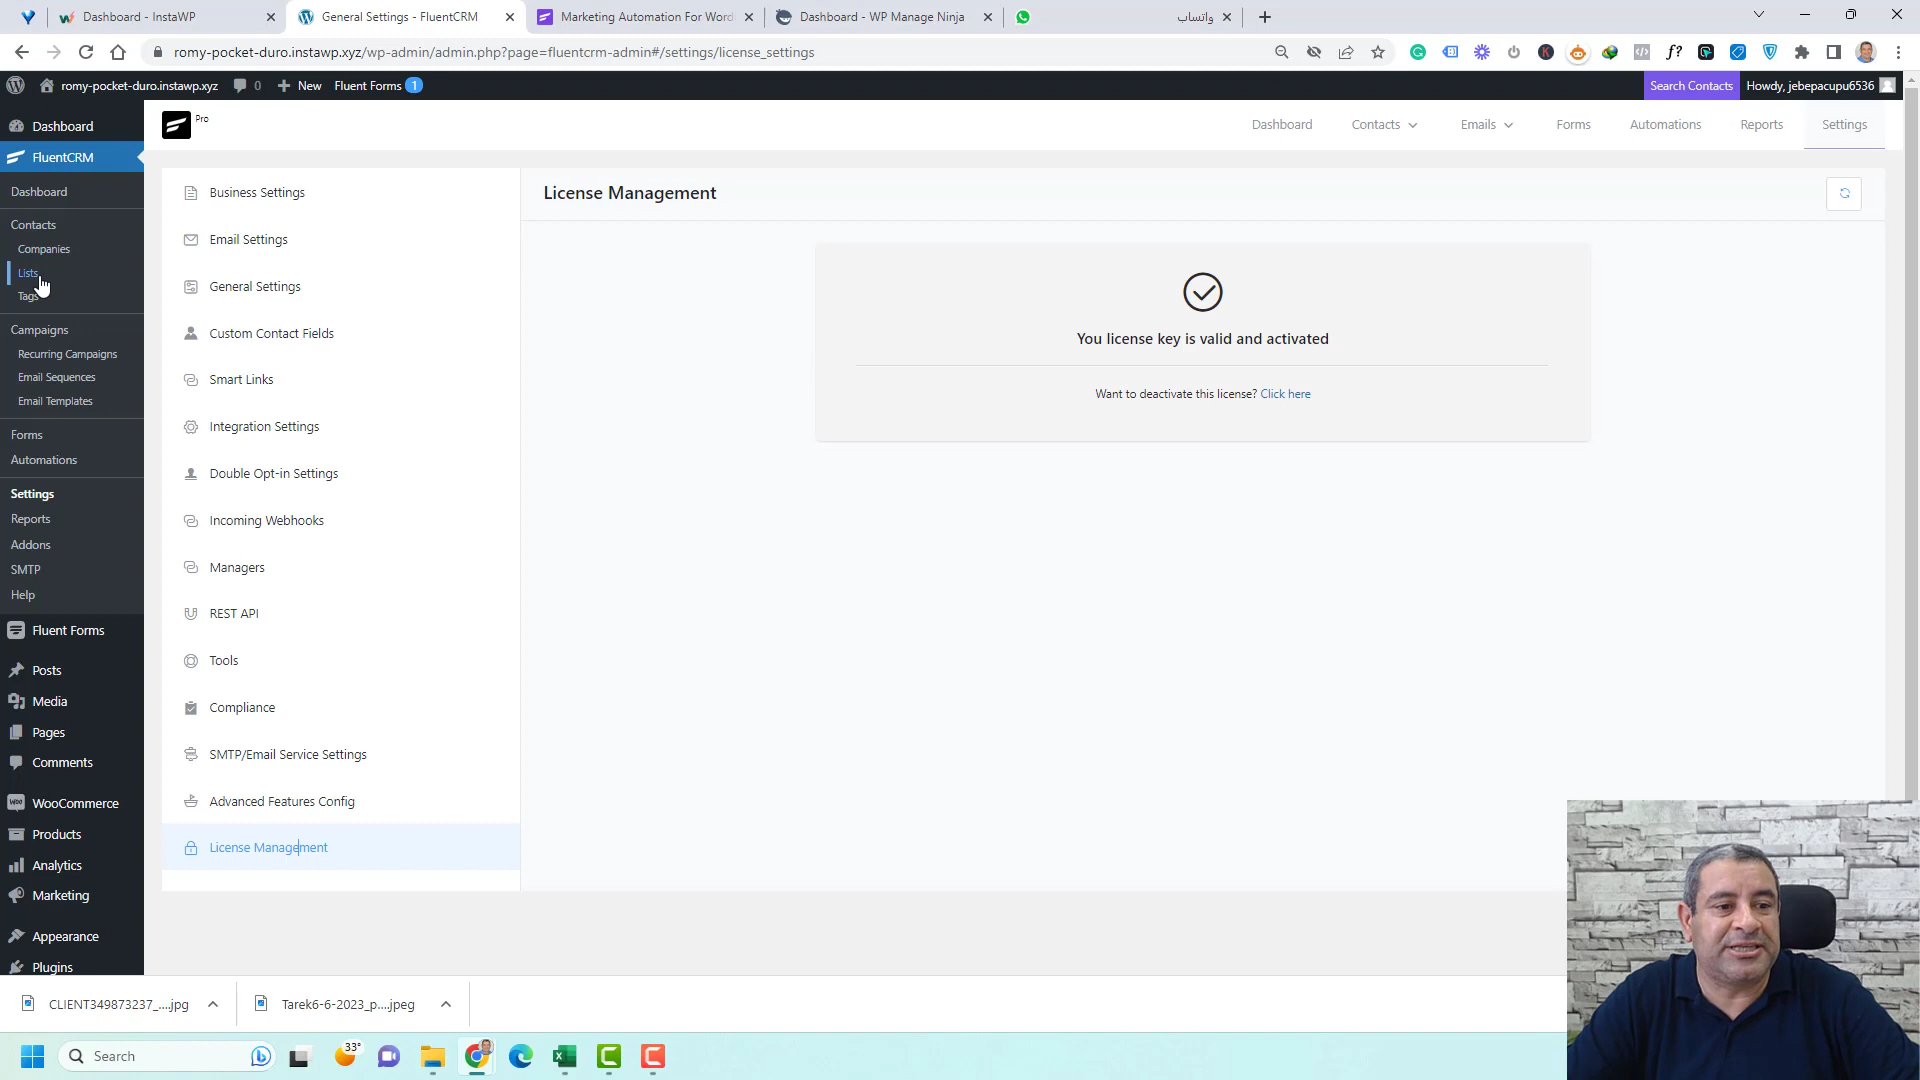 Dashboard - InstaWP
General Settings - FluentCRM
Marketing Automation For Word
Dashboard - WP Manage Ninja
واتساب
romy-pocket-duro.instawp.xyz/wp-admin/admin.php?page=fluentcrm-admin#/settings/license_settings
romy-pocket-duro.instawp.xyz
0
New
Fluent Forms 1
Search Contacts
Howdy, jebepacupu6536
Dashboard
FluentCRM
Dashboard
Contacts
Companies
Lists
Tags
Campaigns
Recurring Campaigns
Email Sequences
Email Templates
Forms
Automations
Settings
Reports
Addons
SMTP
Help
Fluent Forms
Posts
Media
Pages
Comments
WooCommerce
Products
Analytics
Marketing
Appearance
Plugins
Pro
Dashboard
Contacts
Emails
Forms
Automations
Reports
Settings
Business Settings
Email Settings
General Settings
Custom Contact Fields
Smart Links
Integration Settings
Double Opt-in Settings
Incoming Webhooks
Managers
REST API
Tools
Compliance
SMTP/Email Service Settings
Advanced Features Config
License Management
License Management
You license key is valid and activated
Want to deactivate this license? Click here
CLIENT349873237_....jpg
Tarek6-6-2023_p....jpeg
Search
33°